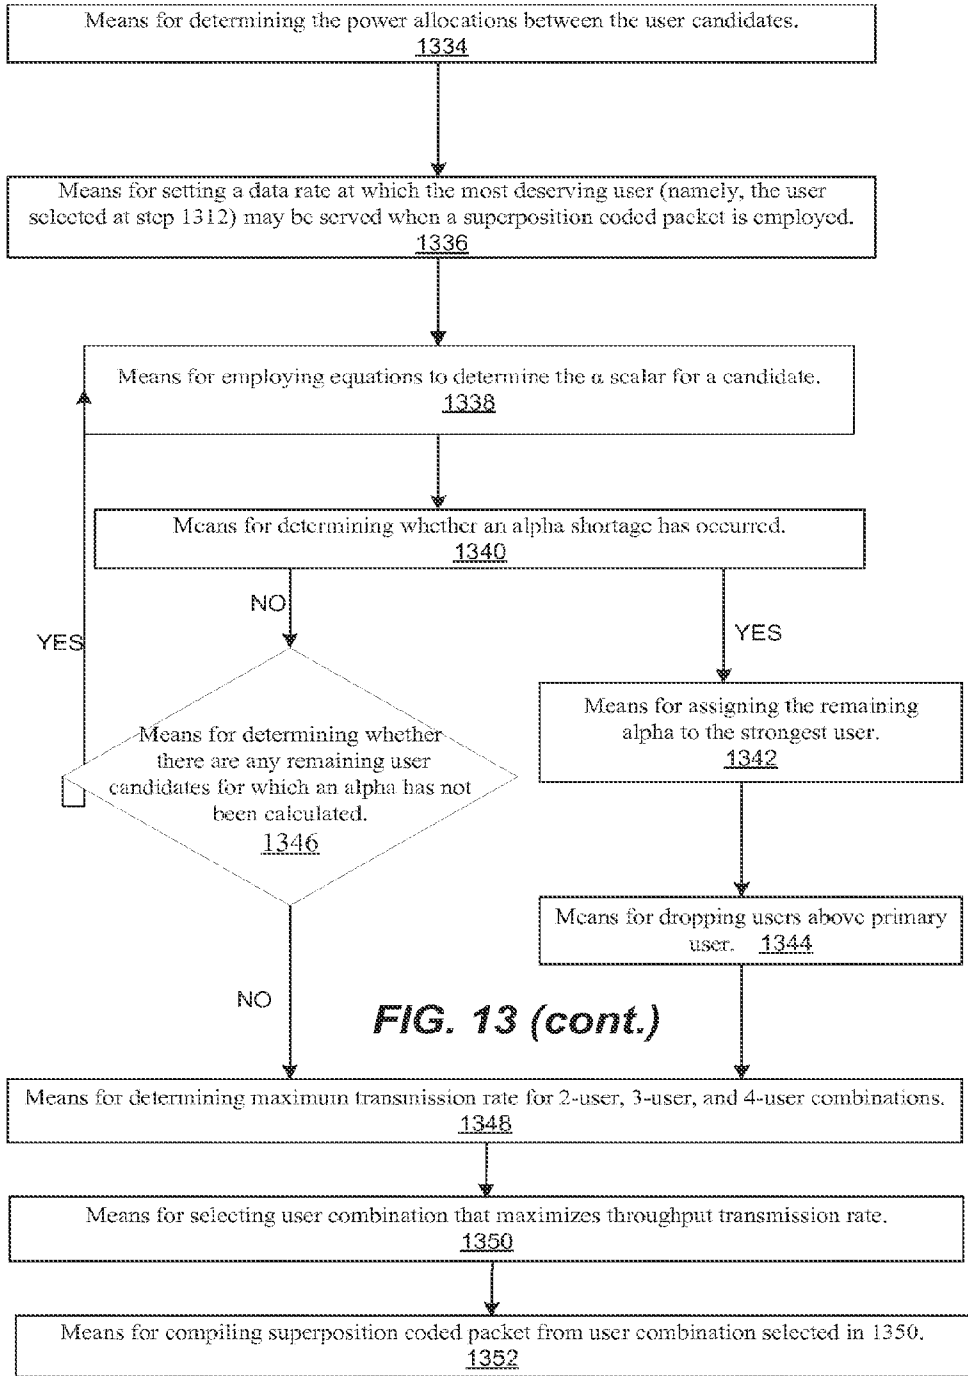 Means for determining the power allocations between the user candidates.
1334
Means for setting a data rate at which the most deserving user (namely, the user
selected at step 1312) may be served when a superposition coded packet is employed.
1336
Means for employing equations to determine the α scalar for a candidate.
1338
Means for determining whether an alpha shortage has occurred.
1340
NO
YES
YES
Means for determining whether
there are any remaining user
candidates for which an alpha has not
been calculated.
1346
Means for assigning the remaining
alpha to the strongest user.
1342
Means for dropping users above primary
user. 1344
NO
FIG. 13 (cont.)
Means for determining maximum transmission rate for 2-user, 3-user, and 4-user combinations.
1348
Means for selecting user combination that maximizes throughput transmission rate.
1350
Means for compiling superposition coded packet from user combination selected in 1350.
1352